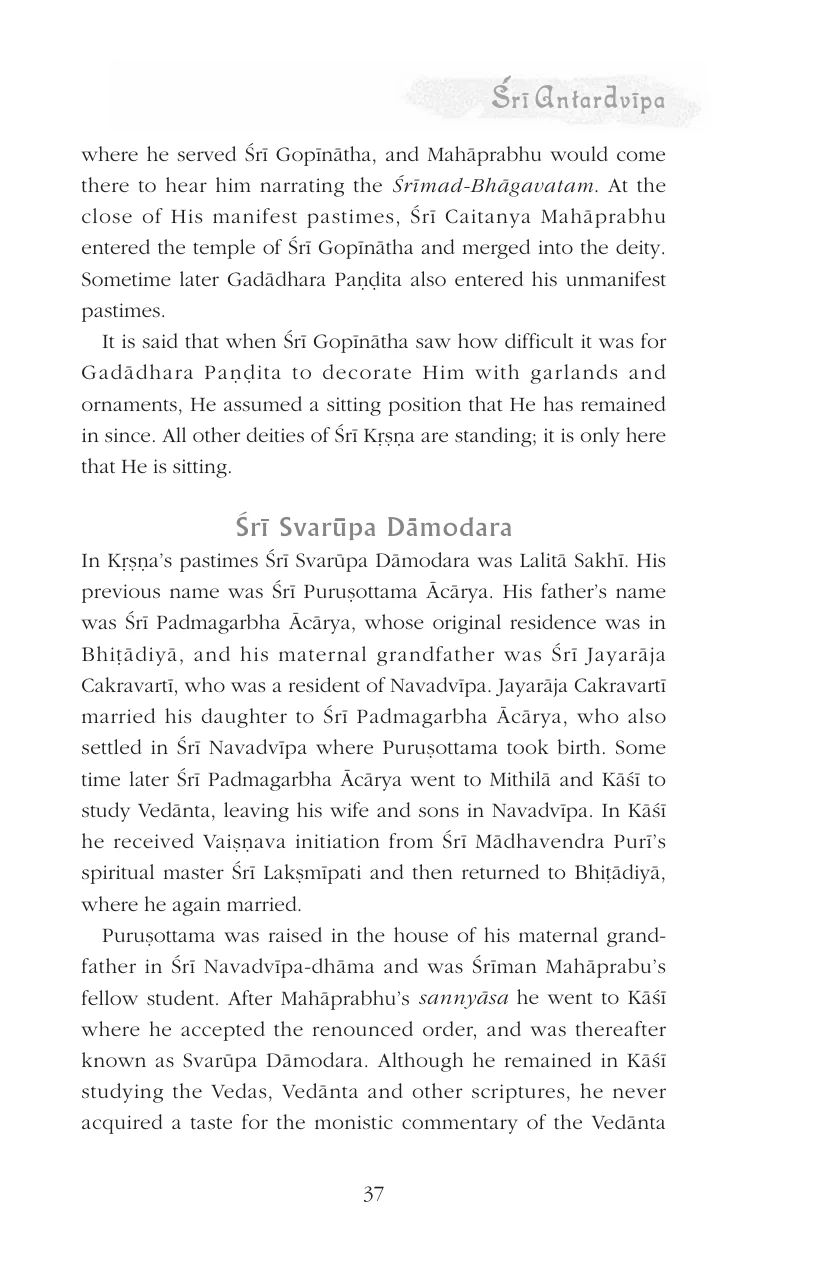 Śrī Antardvīpa
where he served Śrī Gopīnātha, and Mahāprabhu would come
there to hear him narrating the Śrīmad-Bhāgavatam. At the
close of His manifest pastimes, Śrī Caitanya Mahāprabhu
entered the temple of Śrī Gopīnātha and merged into the deity.
Sometime later Gadādhara Paṇḍita also entered his unmanifest
pastimes.
It is said that when Śrī Gopīnātha saw how difficult it was for
Gadādhara Paṇḍita to decorate Him with garlands and
ornaments, He assumed a sitting position that He has remained
in since. All other deities of Śrī Kṛṣṇa are standing; it is only here
that He is sitting.
Śrī Svarūpa Dāmodara
In Kṛṣṇa’s pastimes Śrī Svarūpa Dāmodara was Lalitā Sakhī. His
previous name was Śrī Puruṣottama Ācārya. His father’s name
was Śrī Padmagarbha Ācārya, whose original residence was in
Bhiṭādiyā, and his maternal grandfather was Śrī Jayarāja
Cakravartī, who was a resident of Navadvīpa. Jayarāja Cakravartī
married his daughter to Śrī Padmagarbha Ācārya, who also
settled in Śrī Navadvīpa where Puruṣottama took birth. Some
time later Śrī Padmagarbha Ācārya went to Mithilā and Kāśī to
study Vedānta, leaving his wife and sons in Navadvīpa. In Kāśī
he received Vaiṣnava initiation from Śrī Mādhavendra Purī’s
spiritual master Śrī Lakṣmīpati and then returned to Bhiṭādiyā,
where he again married.
Puruṣottama was raised in the house of his maternal grand-
father in Śrī Navadvīpa-dhāma and was Śrīman Mahāprabu’s
fellow student. After Mahāprabhu’s sannyāsa he went to Kāśī
where he accepted the renounced order, and was thereafter
known as Svarūpa Dāmodara. Although he remained in Kāśī
studying the Vedas, Vedānta and other scriptures, he never
acquired a taste for the monistic commentary of the Vedānta
37